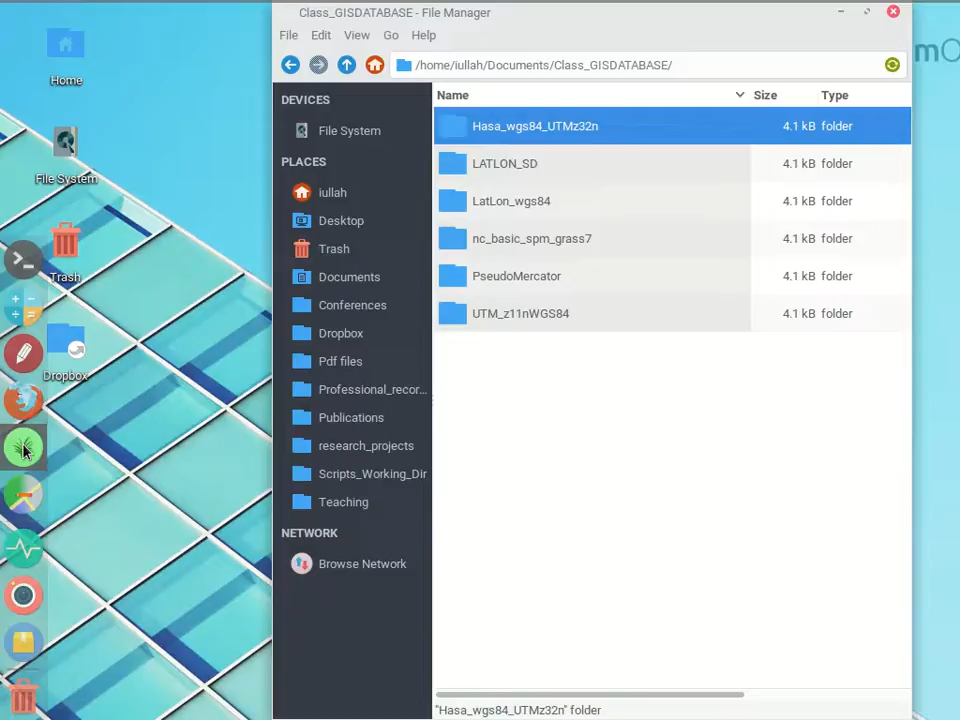 Class_GISDATABASE - File Manager
File Edit View Go Help
/home/iullah/Documents/Class_GISDATABASE/
DEVICES
File System
PLACES
iullah
Desktop
Trash
Documents
Conferences
Dropbox
Pdf files
Professional_recor...
Publications
research_projects
Scripts_Working_Dir
Teaching
NETWORK
Browse Network
Name Size Type
Hasa_wgs84_UTMz32n 4.1 kB folder
LATLON_SD 4.1 kB folder
LatLon_wgs84 4.1 kB folder
nc_basic_spm_grass7 4.1 kB folder
PseudoMercator 4.1 kB folder
UTM_z11nWGS84 4.1 kB folder
"Hasa_wgs84_UTMz32n" folder
Home
File System
Trash
Dropbox